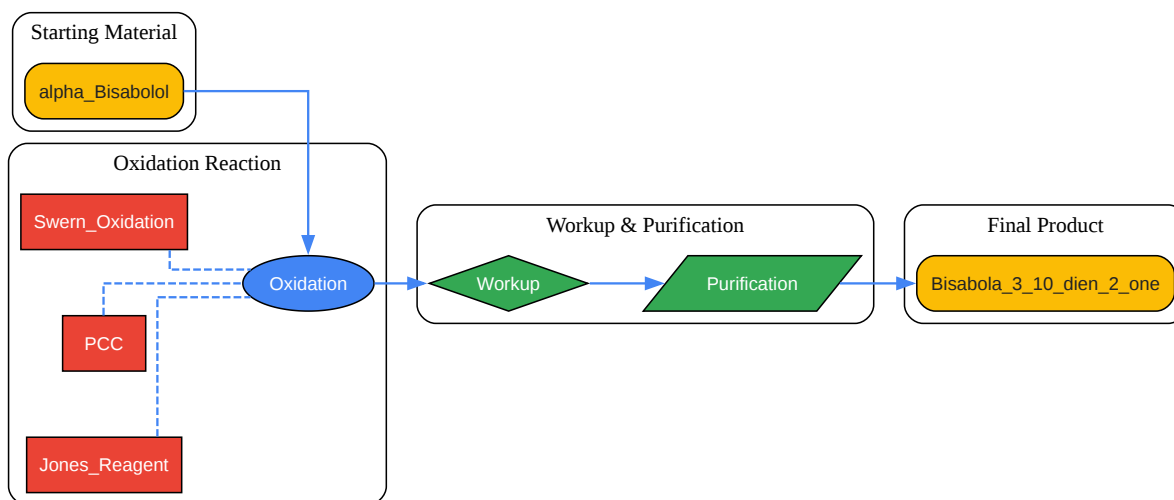 Starting Material
alpha_Bisabolol
Oxidation Reaction
Swern_Oxidation
Oxidation
PCC
Jones_Reagent
Workup & Purification
Workup
Purification
Final Product
Bisabola_3_10_dien_2_one